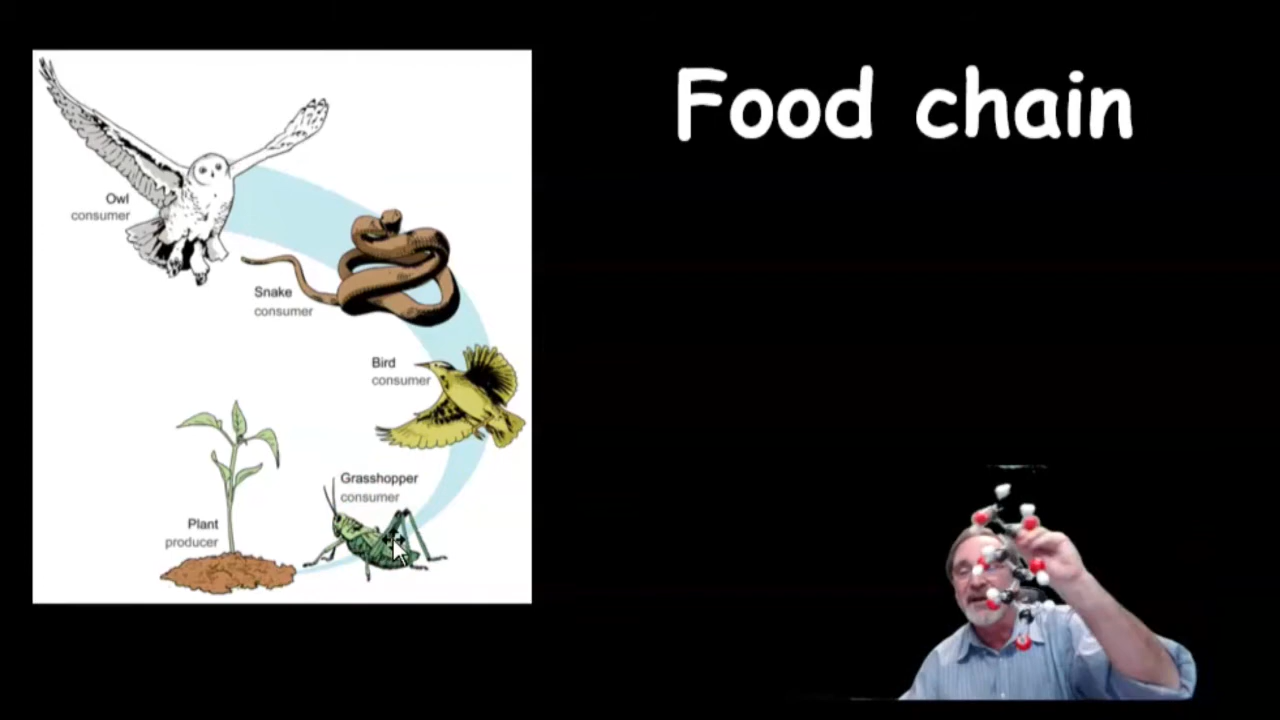 Food chain
Owl
consumer
Snake
consumer
Bird
consumer
Grasshopper
consumer
Plant
producer